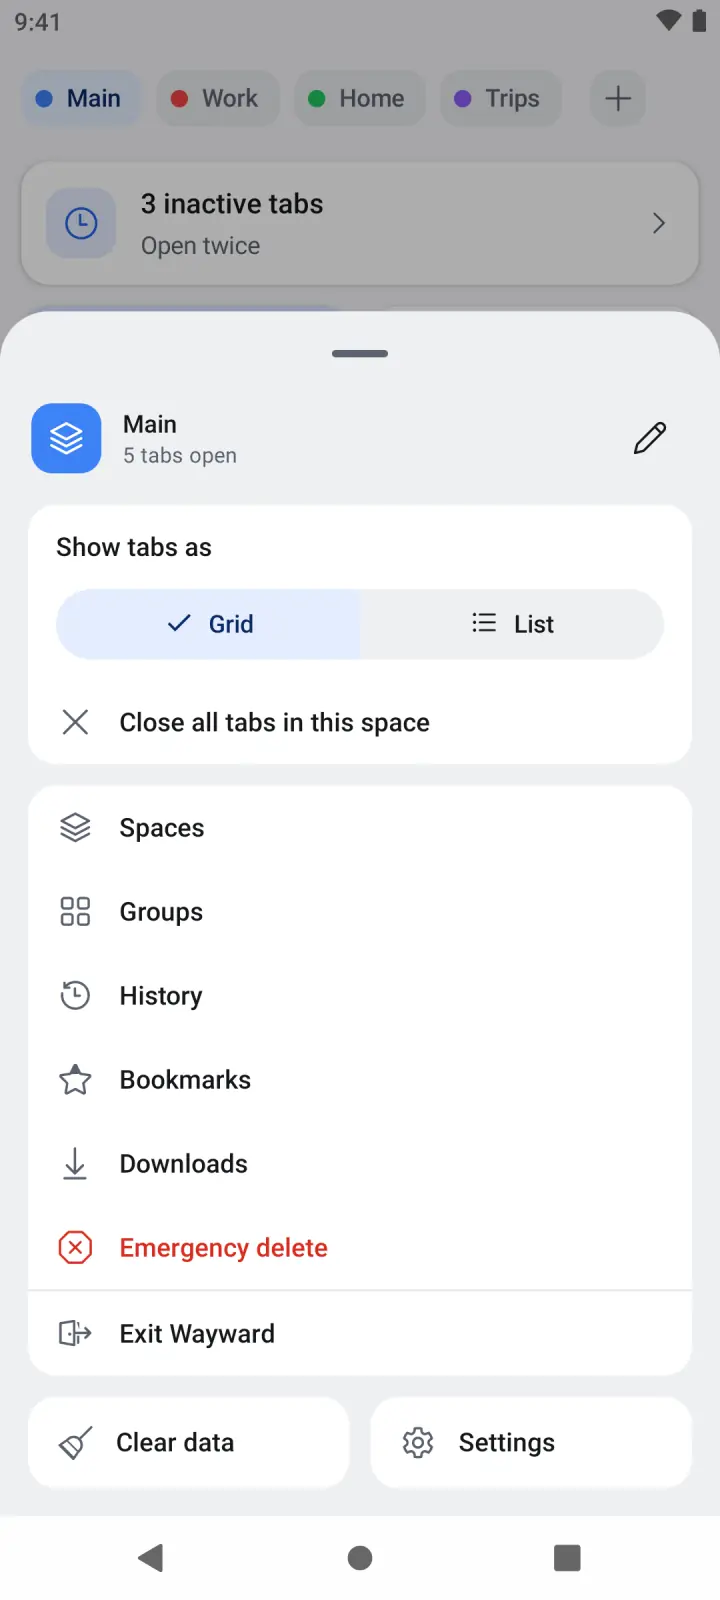 9:41
Main
Work
Home
Trips
3 inactive tabs
Open twice
Main
5 tabs open
Show tabs as
Grid
List
Close all tabs in this space
Spaces
Groups
History
Bookmarks
Downloads
Emergency delete
Exit Wayward
Clear data
Settings